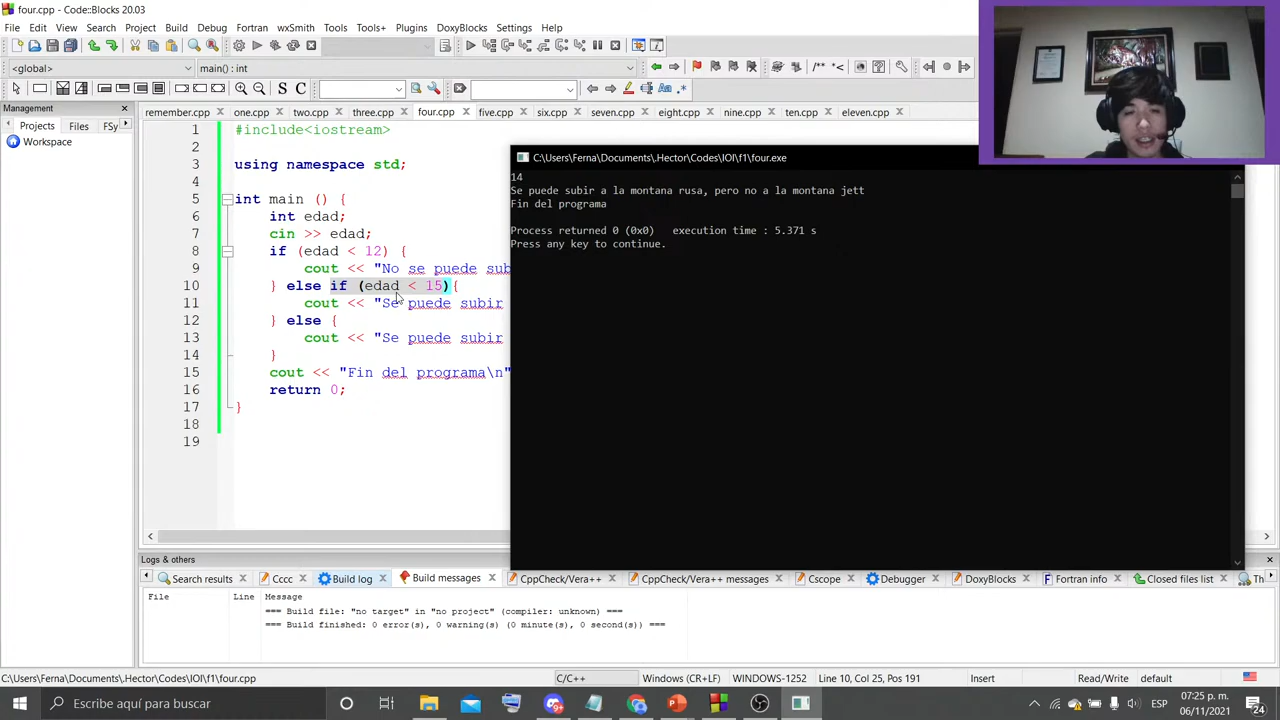 four.cpp - Code::Blocks 20.03
File Edit View Search Project Build Debug Fortran wxSmith Tools Tools+ Plugins DoxyBlocks Settings Help
<global> main() : int
/** *<
S C
Aa .*
Management
Projects Files FSy
Workspace
remember.cpp one.cpp two.cpp three.cpp four.cpp five.cpp six.cpp seven.cpp eight.cpp nine.cpp ten.cpp eleven.cpp
1 #include<iostream>
2
3 using namespace std;
4
5 int main () {
6 int edad;
7 cin >> edad;
8 if (edad < 12) {
9 cout << "No se puede sub
10 } else if (edad < 15){
11 cout << "Se puede subir
12 } else {
13 cout << "Se puede subir
14 }
15 cout << "Fin del programa\n"
16 return 0;
17 }
18
19
C:\Users\Ferna\Documents\.Hector\Codes\IOI\f1\four.exe
14
Se puede subir a la montana rusa, pero no a la montana jett
Fin del programa
Process returned 0 (0x0) execution time : 5.371 s
Press any key to continue.
Logs & others
Search results Cccc Build log Build messages CppCheck/Vera++ CppCheck/Vera++ messages Cscope Debugger DoxyBlocks Fortran info Closed files list Th
File Line Message
=== Build file: "no target" in "no project" (compiler: unknown) ===
=== Build finished: 0 error(s), 0 warning(s) (0 minute(s), 0 second(s)) ===
C:\Users\Ferna\Documents\.Hector\Codes\IOI\f1\four.cpp C/C++ Windows (CR+LF) WINDOWS-1252 Line 10, Col 25, Pos 191 Insert Read/Write default
Escribe aquí para buscar
ESP
07:25 p. m.
06/11/2021
24